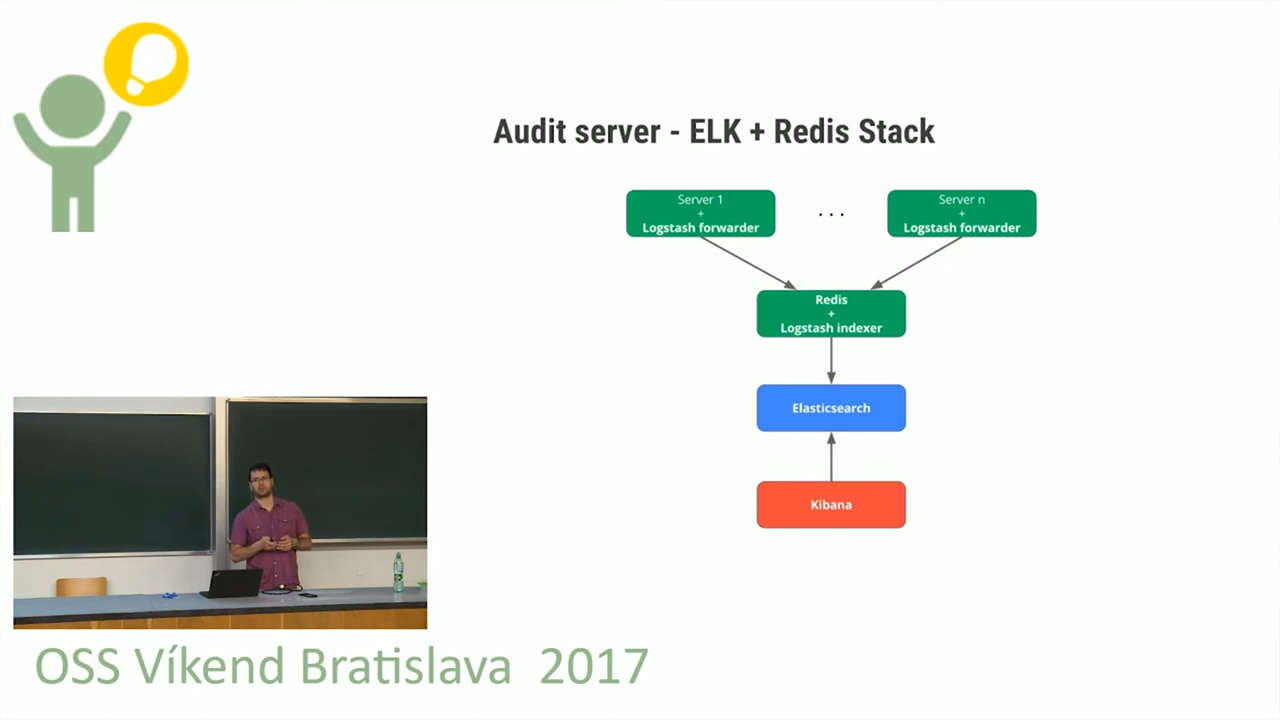 Audit server - ELK + Redis Stack
Server 1
+
Logstash forwarder
. . .
Server n
+
Logstash forwarder
Redis
+
Logstash indexer
Elasticsearch
Kibana
OSS Víkend Bratislava 2017